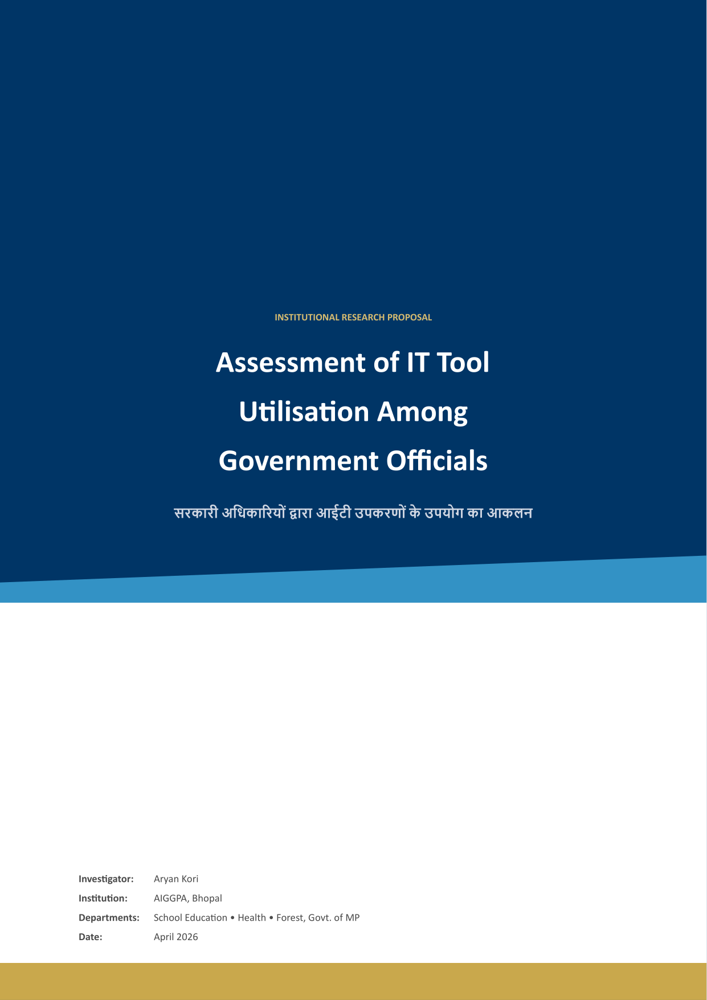 INSTITUTIONAL RESEARCH PROPOSAL
Assessment of IT Tool
Utilisation Among
Government Officials
सरकारी अधिकारियों द्वारा आईटी उपकरणों के उपयोग का आकलन
Investigator: Aryan Kori
Institution: AIGGPA, Bhopal
Departments: School Education • Health • Forest, Govt. of MP
Date: April 2026